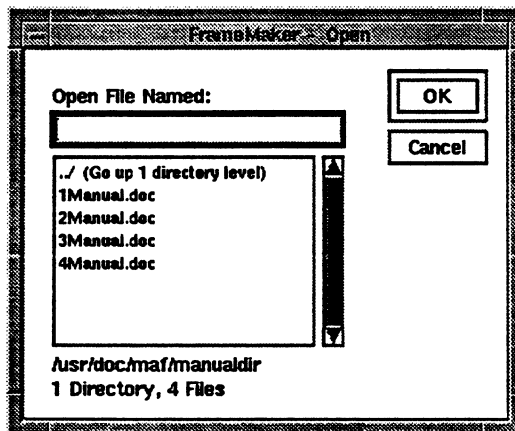 FrameMaker - Open
Open File Named:
OK
Cancel
../ (Go up 1 directory level)
1Manual.doc
2Manual.doc
3Manual.doc
4Manual.doc
/usr/doc/maf/manualdir
1 Directory, 4 Files